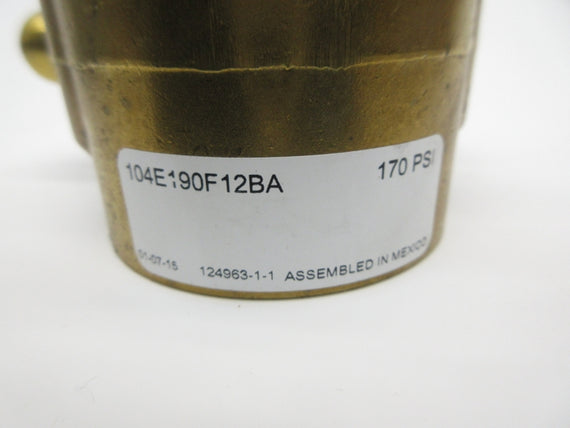 104E190F12BA 170 PSI
01-07-15 124963-1-1 ASSEMBLED IN MEXICO